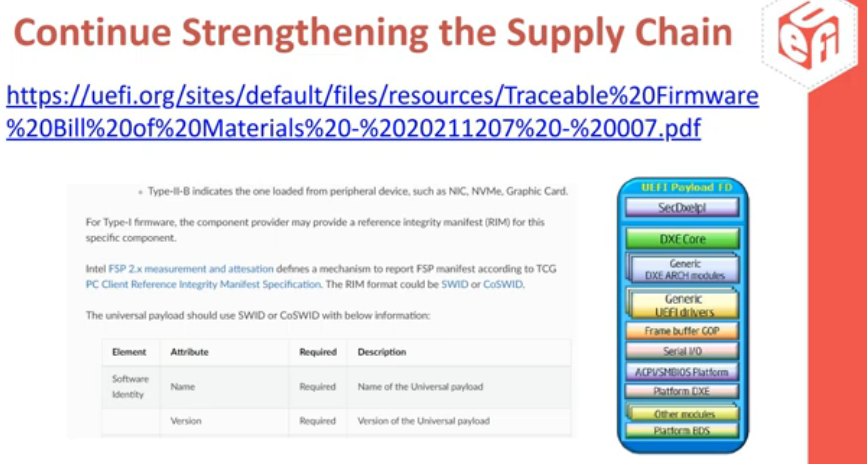 Continue Strengthening the Supply Chain
UEFI
https://uefi.org/sites/default/files/resources/Traceable%20Firmware
%20Bill%20of%20Materials%20-%2020211207%20-%20007.pdf
Type-II-B indicates the one loaded from peripheral device, such as NIC, NVMe, Graphic Card.
For Type-I firmware, the component provider may provide a reference integrity manifest (RIM) for this
specific component.
Intel FSP 2.x measurement and attesation defines a mechanism to report FSP manifest according to TCG
PC Client Reference Integrity Manifest Specification. The RIM format could be SWID or CoSWID.
The universal payload should use SWID or CoSWID with below information:
Element Attribute Required Description
Software
Identity
Name Required Name of the Universal payload
Version Required Version of the Universal payload
UEFI Payload FD
SecDxeIpl
DXE Core
Generic
DXE ARCH modules
Generic
UEFI drivers
Frame buffer GOP
Serial I/O
ACPI/SMBIOS Platform
Platform DXE
Other modules
Platform BDS